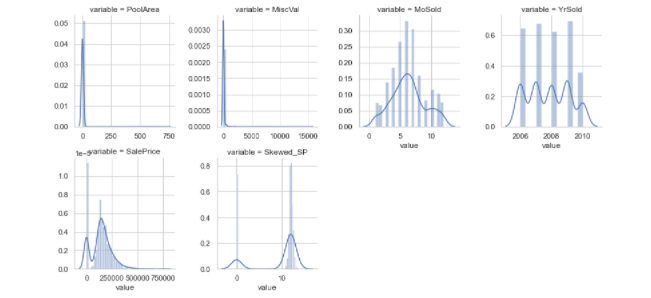 variable = PoolArea
variable = MiscVal
variable = MoSold
variable = YrSold
0.05
0.04
0.03
0.02
0.01
0.00
0 250 500 750
0.0030
0.0025
0.0020
0.0015
0.0010
0.0005
0.0000
0 5000 10000 15000
0.30
0.25
0.20
0.15
0.10
0.05
0.00
0 5 10
value
0.6
0.4
0.2
0.0
2006 2008 2010
value
variable = SalePrice
variable = Skewed_SP
1.0
0.8
0.6
0.4
0.2
0.0
0 250000 500000 750000
value
0.8
0.6
0.4
0.2
0.0
0 10
value